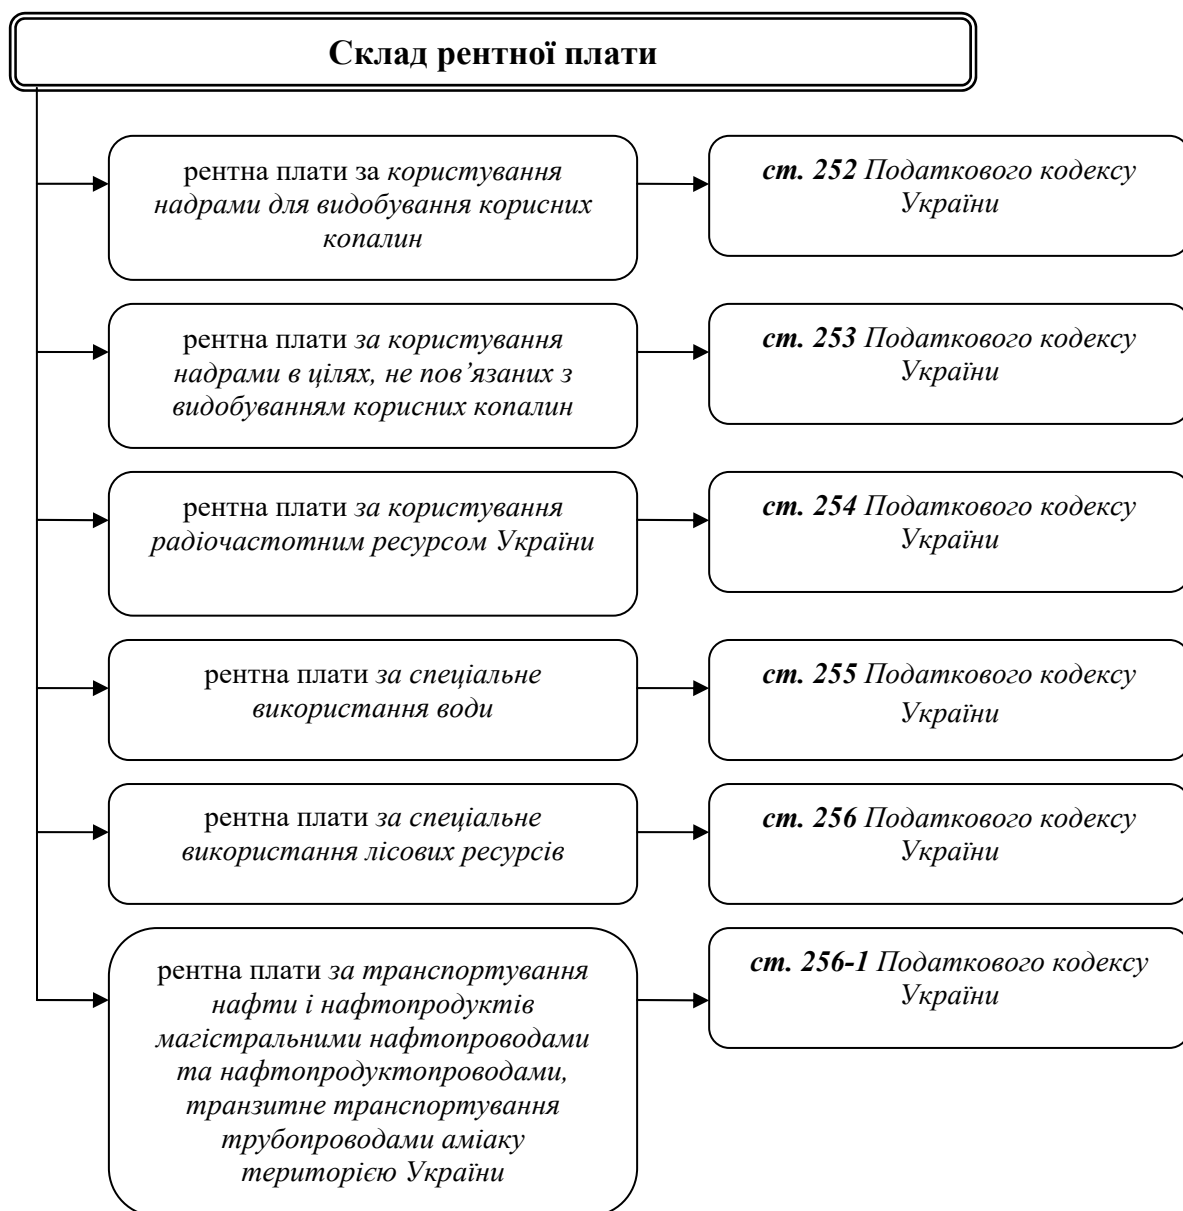 Склад рентної плати
рентна плати за користування
надрами для видобування корисних
копалин
ст. 252 Податкового кодексу
України
рентна плати за користування
надрами в цілях, не пов’язаних з
видобуванням корисних копалин
ст. 253 Податкового кодексу
України
рентна плати за користування
радіочастотним ресурсом України
ст. 254 Податкового кодексу
України
рентна плати за спеціальне
використання води
ст. 255 Податкового кодексу
України
рентна плати за спеціальне
використання лісових ресурсів
ст. 256 Податкового кодексу
України
рентна плати за транспортування
нафти і нафтопродуктів
магістральними нафтопроводами
та нафтопродуктопроводами,
транзитне транспортування
трубопроводами аміаку
територією України
ст. 256-1 Податкового кодексу
України